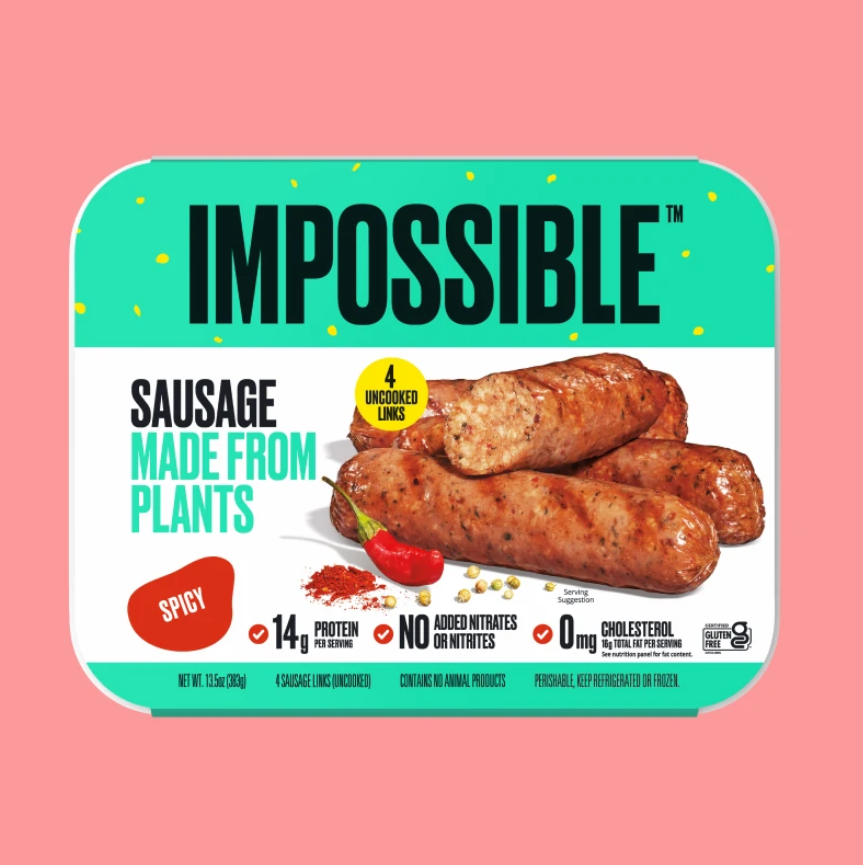 IMPOSSIBLE™
SAUSAGE
MADE FROM
PLANTS
4
UNCOOKED
LINKS
SPICY
Serving
Suggestion
14g PROTEIN
PER SERVING
NO ADDED NITRATES
OR NITRITES
0mg CHOLESTEROL
16g TOTAL FAT PER SERVING
See nutrition panel for fat content.
CERTIFIED
GLUTEN
FREE
NET WT. 13.5oz (383g)
4 SAUSAGE LINKS (UNCOOKED)
CONTAINS NO ANIMAL PRODUCTS
PERISHABLE, KEEP REFRIGERATED OR FROZEN.